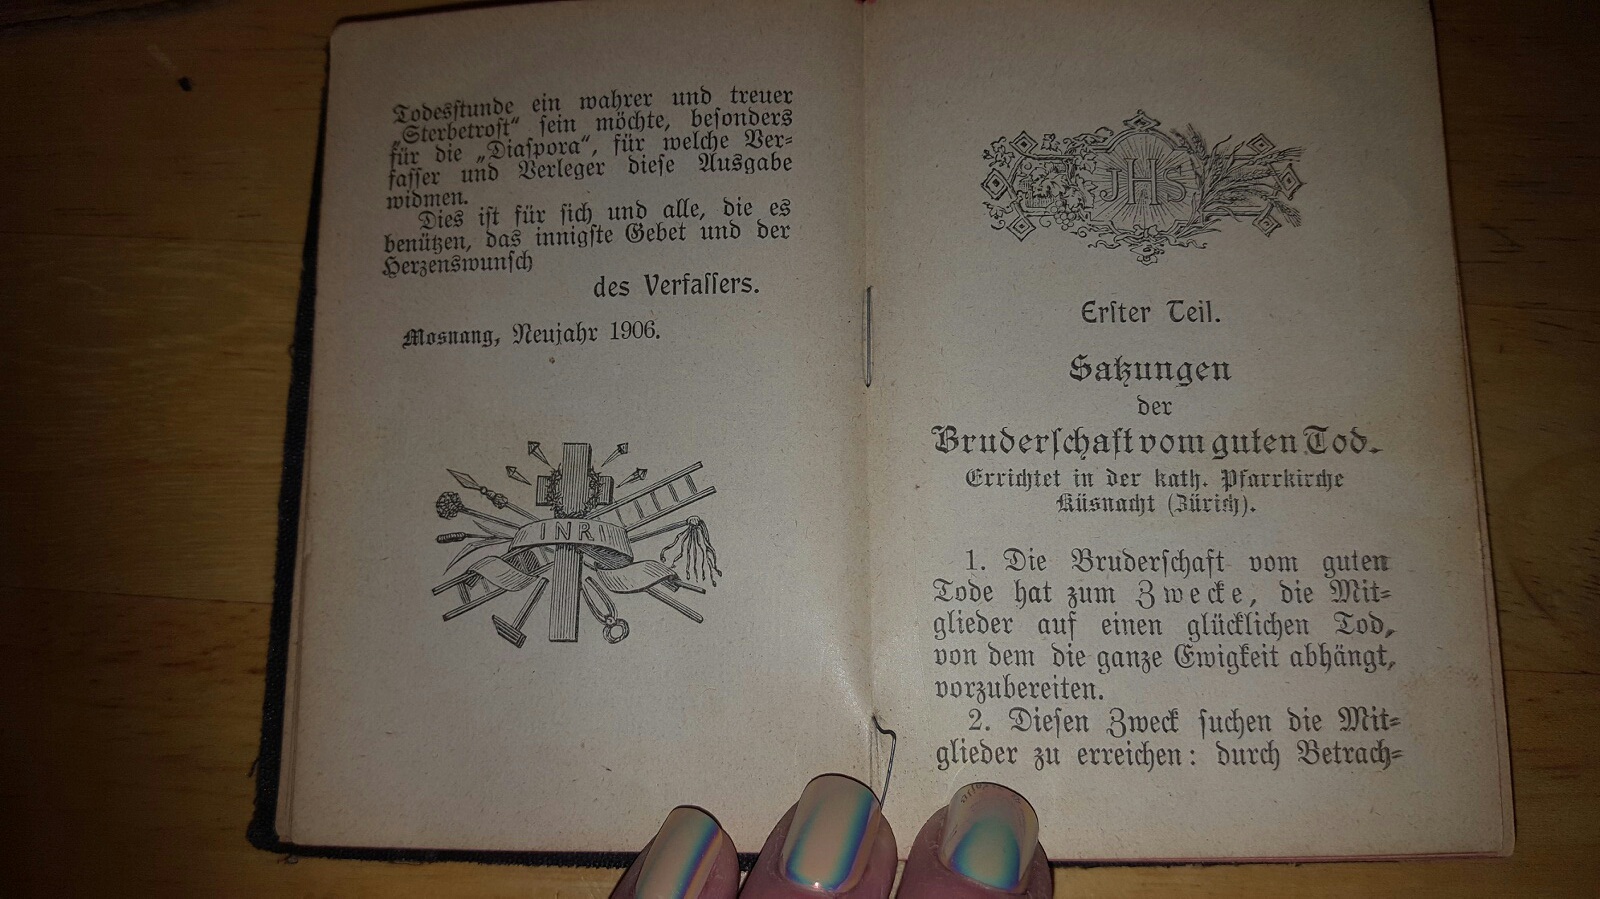 Todesstunde ein wahrer und treuer
„Sterbetrost“ sein möchte, besonders
für die „Diaspora“, für welche Ver-
fasser und Verleger diese Ausgabe
widmen.
Dies ist für sich und alle, die es
benützen, das innigste Gebet und der
Herzenswunsch
des Verfassers.
Mosnang, Neujahr 1906.
INRI
JHS
Erster Teil.
Satzungen
der
Bruderschaft vom guten Tod.
Errichtet in der kath. Pfarrkirche
Küsnacht (Zürich).
1. Die Bruderschaft vom guten
Tode hat zum Zwecke, die Mit-
glieder auf einen glücklichen Tod,
von dem die ganze Ewigkeit abhängt,
vorzubereiten.
2. Diesen Zweck suchen die Mit-
glieder zu erreichen: durch Betrach-